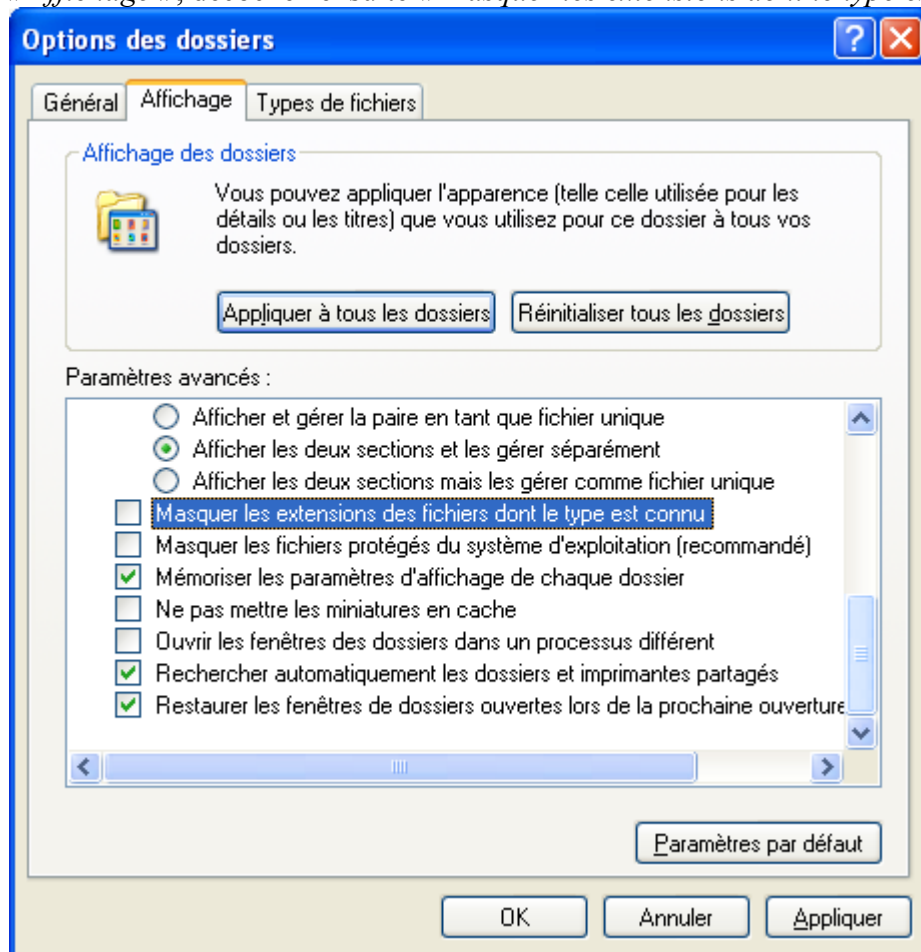 Options des dossiers
Général Affichage Types de fichiers
Affichage des dossiers
Vous pouvez appliquer l'apparence (telle celle utilisée pour les
détails ou les titres) que vous utilisez pour ce dossier à tous vos
dossiers.
Appliquer à tous les dossiers Réinitialiser tous les dossiers
Paramètres avancés :
Afficher et gérer la paire en tant que fichier unique
Afficher les deux sections et les gérer séparément
Afficher les deux sections mais les gérer comme fichier unique
Masquer les extensions des fichiers dont le type est connu
Masquer les fichiers protégés du système d'exploitation (recommandé)
Mémoriser les paramètres d'affichage de chaque dossier
Ne pas mettre les miniatures en cache
Ouvrir les fenêtres des dossiers dans un processus différent
Rechercher automatiquement les dossiers et imprimantes partagés
Restaurer les fenêtres de dossiers ouvertes lors de la prochaine ouverture
Paramètres par défaut
OK Annuler Appliquer